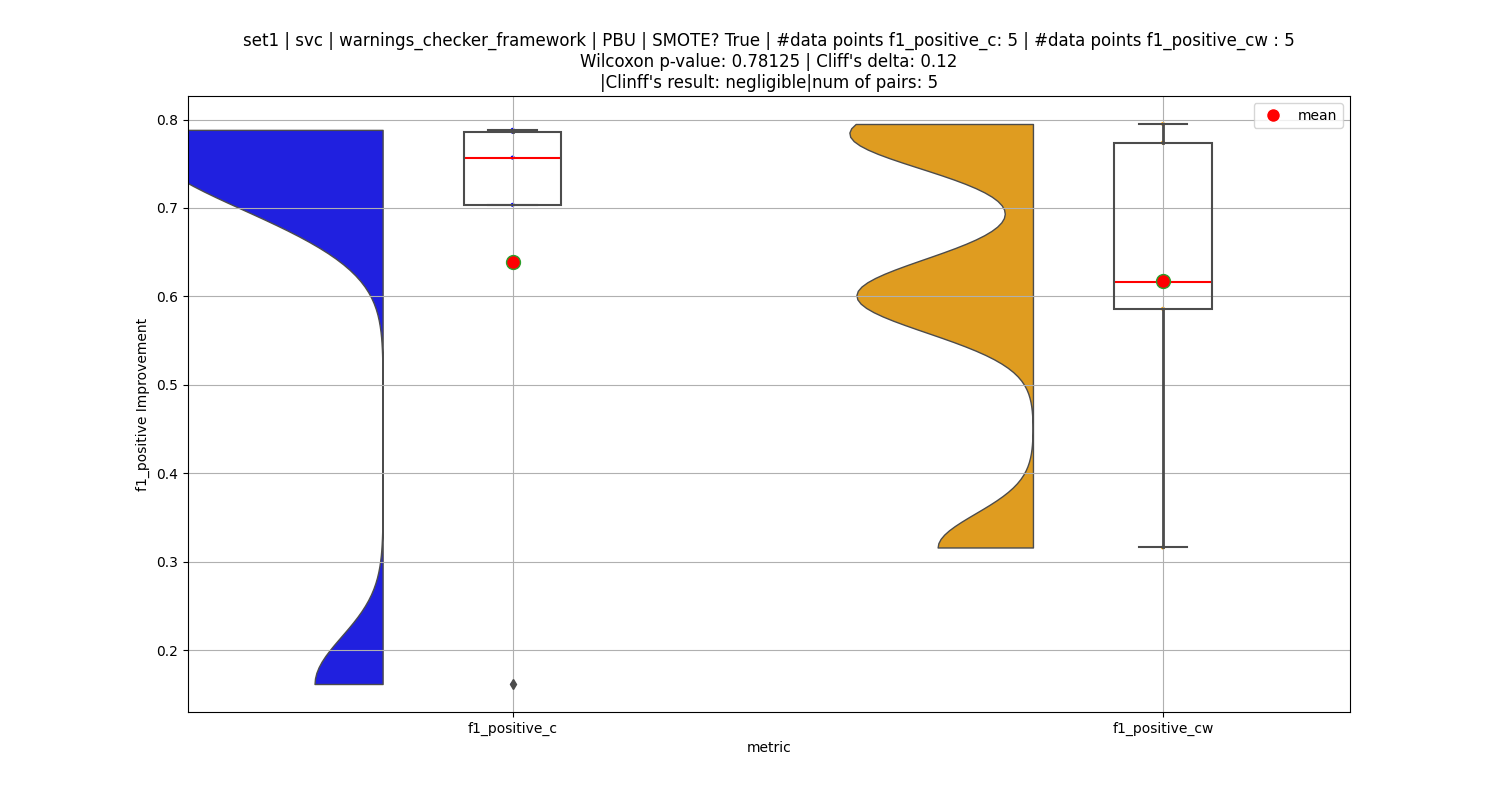 set1 | svc | warnings_checker_framework | PBU | SMOTE? True | #data points f1_positive_c: 5 | #data points f1_positive_cw : 5
Wilcoxon p-value: 0.78125 | Cliff's delta: 0.12
|Clinff's result: negligible|num of pairs: 5
mean
0.8
0.7
0.6
0.5
0.4
0.3
0.2
f1_positive Improvement
f1_positive_c
f1_positive_cw
metric